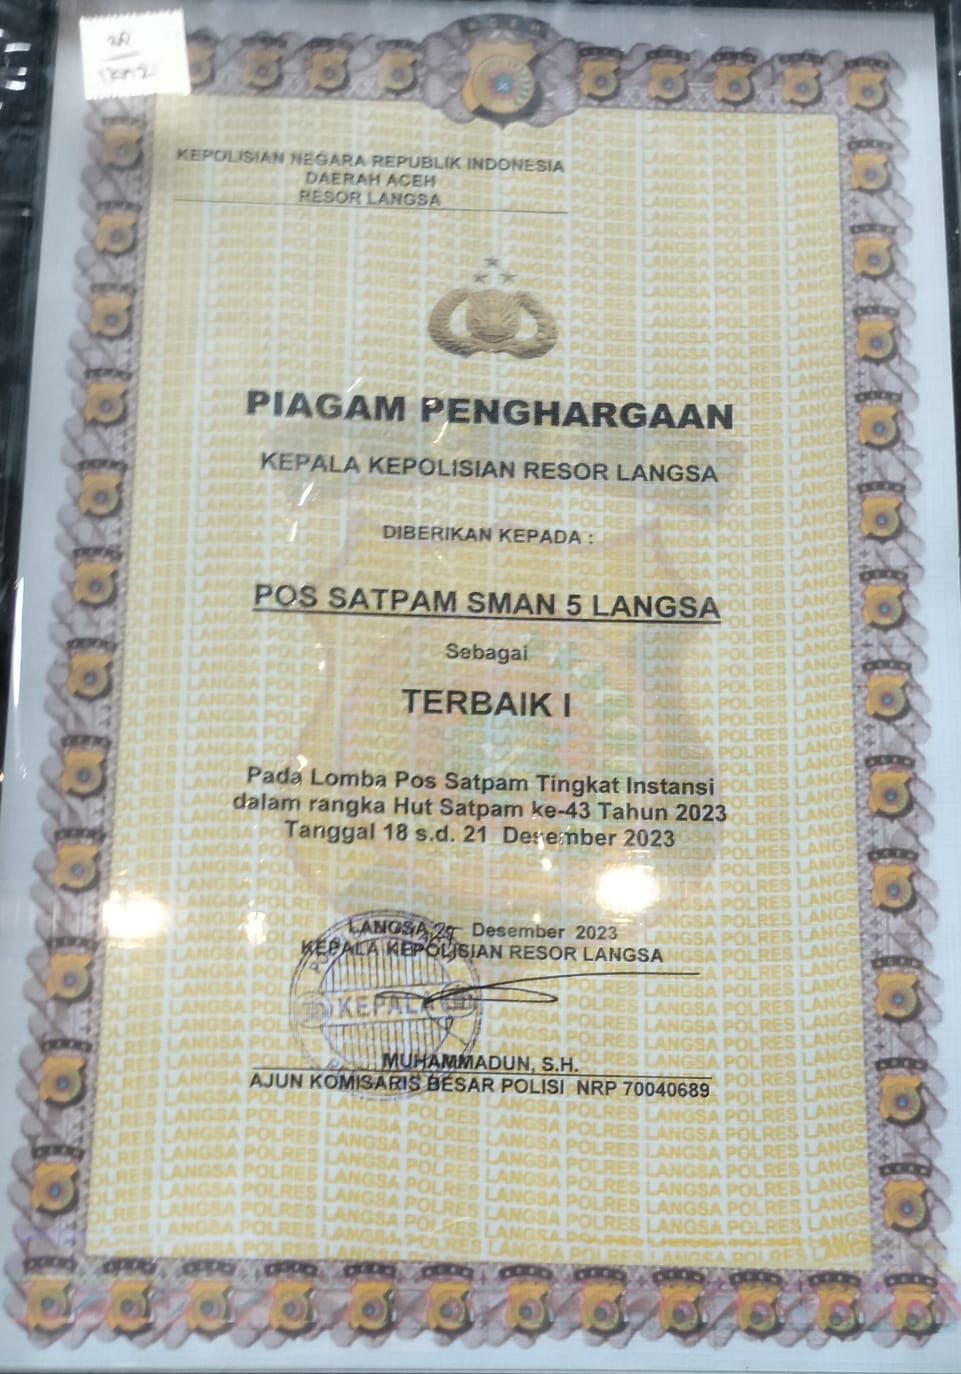 ACEH
KEPOLISIAN NEGARA REPUBLIK INDONESIA
DAERAH ACEH
RESOR LANGSA
PIAGAM PENGHARGAAN
KEPALA KEPOLISIAN RESOR LANGSA
DIBERIKAN KEPADA :
POS SATPAM SMAN 5 LANGSA
Sebagai
TERBAIK I
Pada Lomba Pos Satpam Tingkat Instansi
dalam rangka Hut Satpam ke-43 Tahun 2023
Tanggal 18 s.d. 21 Desember 2023
LANGSA, Desember 2023
KEPALA KEPOLISIAN RESOR LANGSA
KEPALA
MUHAMMADUN, S.H.
AJUN KOMISARIS BESAR POLISI NRP 70040689